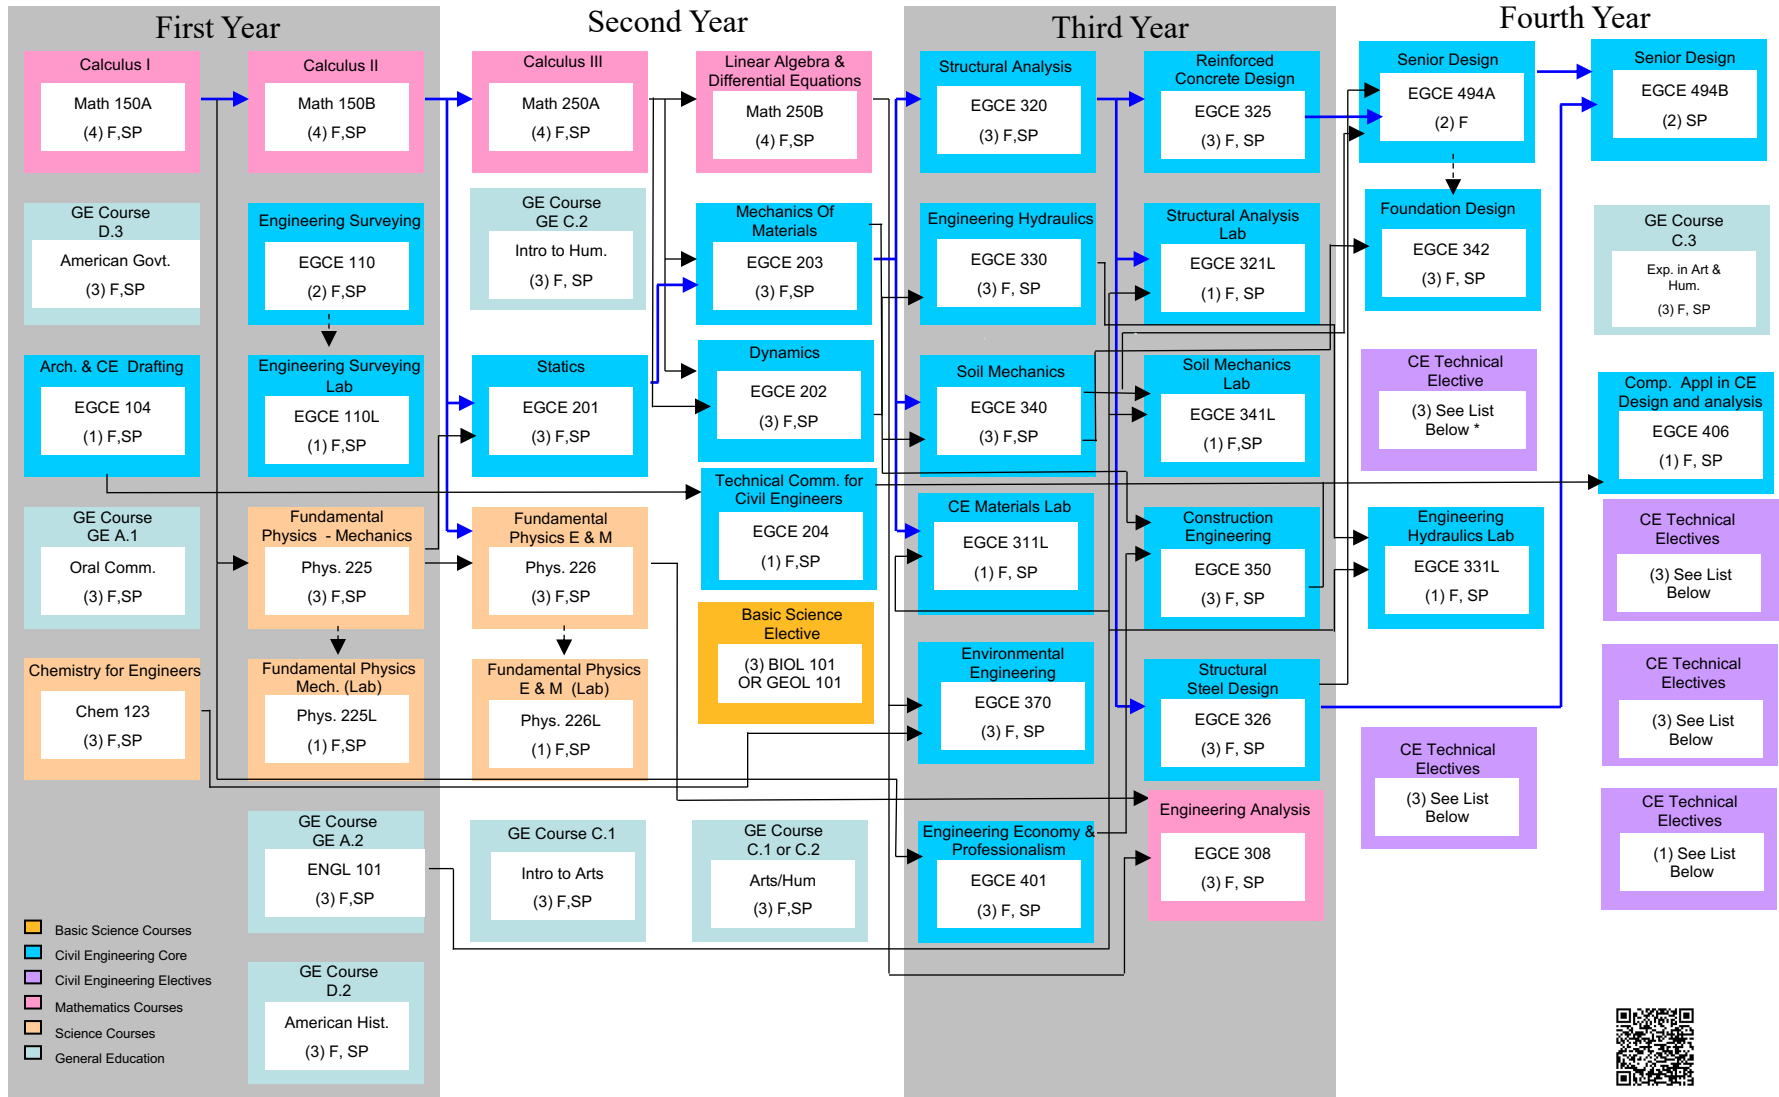 First Year
Second Year
Third Year
Fourth Year
Calculus I
Math 150A
(4) F,SP
Calculus II
Math 150B
(4) F,SP
Calculus III
Math 250A
(4) F,SP
Linear Algebra &
Differential Equations
Math 250B
(4) F,SP
Structural Analysis
EGCE 320
(3) F,SP
Reinforced
Concrete Design
EGCE 325
(3) F, SP
Senior Design
EGCE 494A
(2) F
Senior Design
EGCE 494B
(2) SP
GE Course
D.3
American Govt.
(3) F,SP
Engineering Surveying
EGCE 110
(2) F,SP
GE Course
GE C.2
Intro to Hum.
(3) F, SP
Mechanics Of
Materials
EGCE 203
(3) F,SP
Engineering Hydraulics
EGCE 330
(3) F, SP
Structural Analysis
Lab
EGCE 321L
(1) F, SP
Foundation Design
EGCE 342
(3) F, SP
GE Course
C.3
Exp. in Art &
Hum.
(3) F, SP
Arch. & CE Drafting
EGCE 104
(1) F,SP
Engineering Surveying
Lab
EGCE 110L
(1) F,SP
Statics
EGCE 201
(3) F,SP
Dynamics
EGCE 202
(3) F,SP
Soil Mechanics
EGCE 340
(3) F,SP
Soil Mechanics
Lab
EGCE 341L
(1) F,SP
CE Technical
Elective
(3) See List
Below *
Comp. Appl in CE
Design and analysis
EGCE 406
(1) F, SP
Technical Comm. for
Civil Engineers
EGCE 204
(1) F,SP
GE Course
GE A.1
Oral Comm.
(3) F,SP
Fundamental
Physics - Mechanics
Phys. 225
(3) F,SP
Fundamental
Physics E & M
Phys. 226
(3) F,SP
CE Materials Lab
EGCE 311L
(1) F, SP
Construction
Engineering
EGCE 350
(3) F, SP
Engineering
Hydraulics Lab
EGCE 331L
(1) F, SP
CE Technical
Electives
(3) See List
Below
Basic Science
Elective
(3) BIOL 101
OR GEOL 101
Chemistry for Engineers
Chem 123
(3) F,SP
Fundamental Physics
Mech. (Lab)
Phys. 225L
(1) F,SP
Fundamental Physics
E & M (Lab)
Phys. 226L
(1) F,SP
Environmental
Engineering
EGCE 370
(3) F, SP
Structural
Steel Design
EGCE 326
(3) F, SP
CE Technical
Electives
(3) See List
Below
CE Technical
Electives
(3) See List
Below
GE Course
GE A.2
ENGL 101
(3) F,SP
GE Course C.1
Intro to Arts
(3) F,SP
GE Course
C.1 or C.2
Arts/Hum
(3) F,SP
Engineering Economy &
Professionalism
EGCE 401
(3) F, SP
Engineering Analysis
EGCE 308
(3) F, SP
CE Technical
Electives
(1) See List
Below
GE Course
D.2
American Hist.
(3) F, SP
Basic Science Courses
Civil Engineering Core
Civil Engineering Electives
Mathematics Courses
Science Courses
General Education